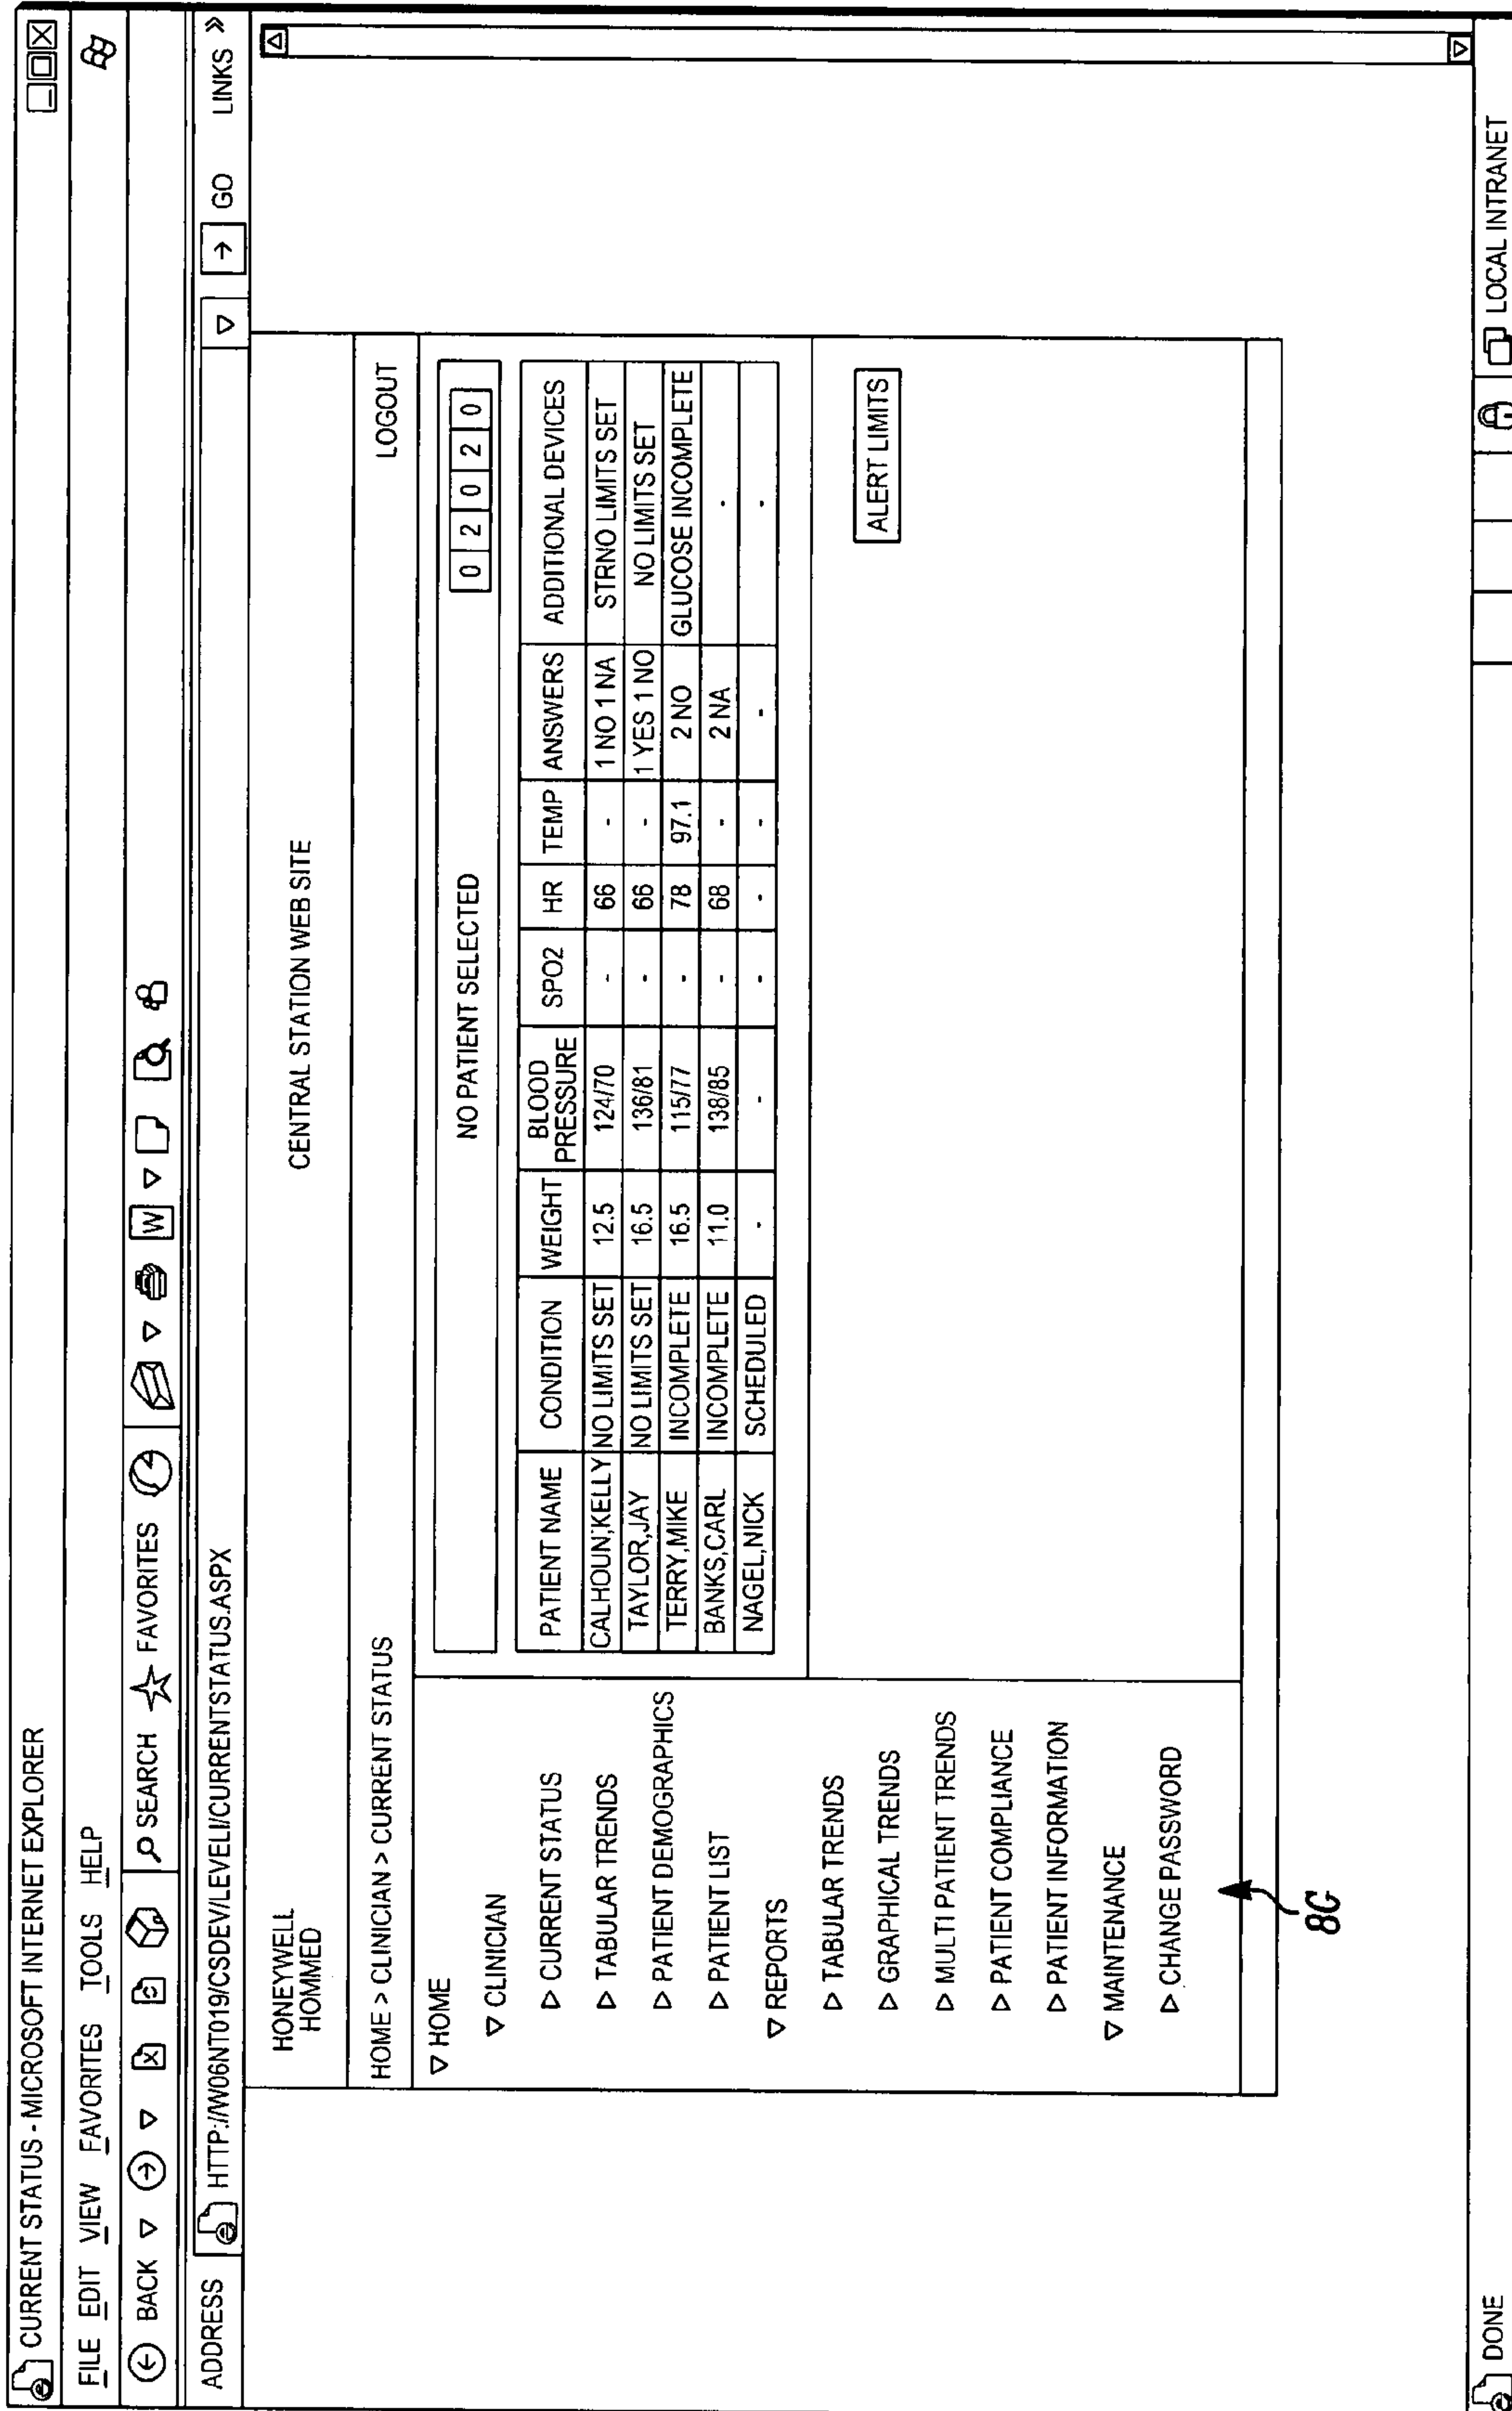 CURRENT STATUS - MICROSOFT INTERNET EXPLORER
FILE EDIT VIEW FAVORITES TOOLS HELP
BACK SEARCH FAVORITES W
ADDRESS HTTP://W06NT019/CSDEV/LEVELI/CURRENTSTATUS.ASPX GO LINKS »
HONEYWELL
HOMMED
CENTRAL STATION WEB SITE
HOME > CLINICIAN > CURRENT STATUS LOGOUT
HOME
CLINICIAN
CURRENT STATUS
TABULAR TRENDS
PATIENT DEMOGRAPHICS
PATIENT LIST
REPORTS
TABULAR TRENDS
GRAPHICAL TRENDS
MULTI PATIENT TRENDS
PATIENT COMPLIANCE
PATIENT INFORMATION
MAINTENANCE
CHANGE PASSWORD
NO PATIENT SELECTED 0 2 0 2 0
PATIENT NAME CONDITION WEIGHT BLOOD PRESSURE SPO2 HR TEMP ANSWERS ADDITIONAL DEVICES
CALHOUN,KELLY NO LIMITS SET 12.5 124/70 - 66 - 1 NO 1 NA STRNO LIMITS SET
TAYLOR,JAY NO LIMITS SET 16.5 136/81 - 66 - 1 YES 1 NO NO LIMITS SET
TERRY,MIKE INCOMPLETE 16.5 115/77 - 78 97.1 2 NO GLUCOSE INCOMPLETE
BANKS,CARL INCOMPLETE 11.0 138/85 - 68 - 2 NA -
NAGEL,NICK SCHEDULED - - - - - - -
ALERT LIMITS
8G
DONE LOCAL INTRANET